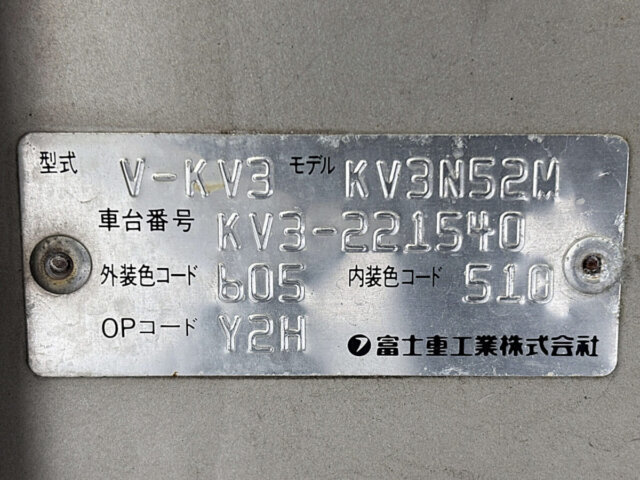 型式 V-KV3 モデル KV3N52M
車台番号 KV3-221540
外装色コード 605 内装色コード 510
OPコード Y2H 富士重工業株式会社